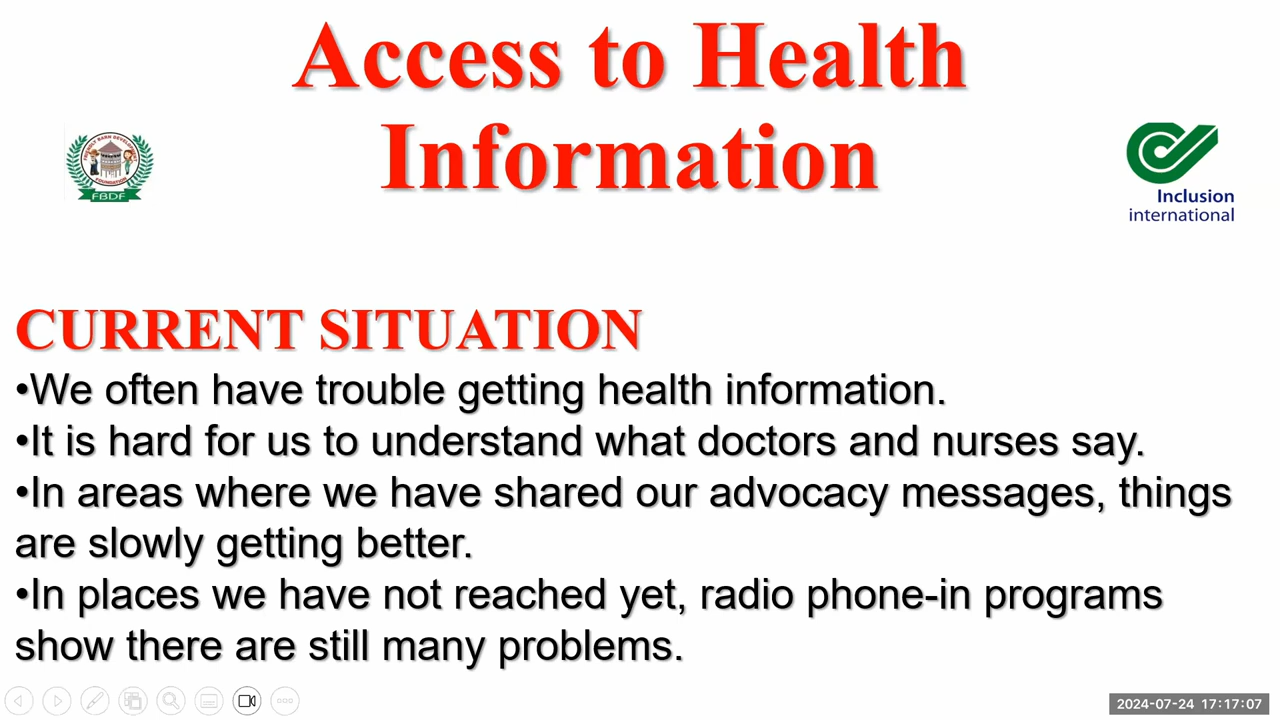 Access to Health
Information
FBDF
Inclusion
international
CURRENT SITUATION
•We often have trouble getting health information.
•It is hard for us to understand what doctors and nurses say.
•In areas where we have shared our advocacy messages, things
are slowly getting better.
•In places we have not reached yet, radio phone-in programs
show there are still many problems.
2024-07-24 17:17:07